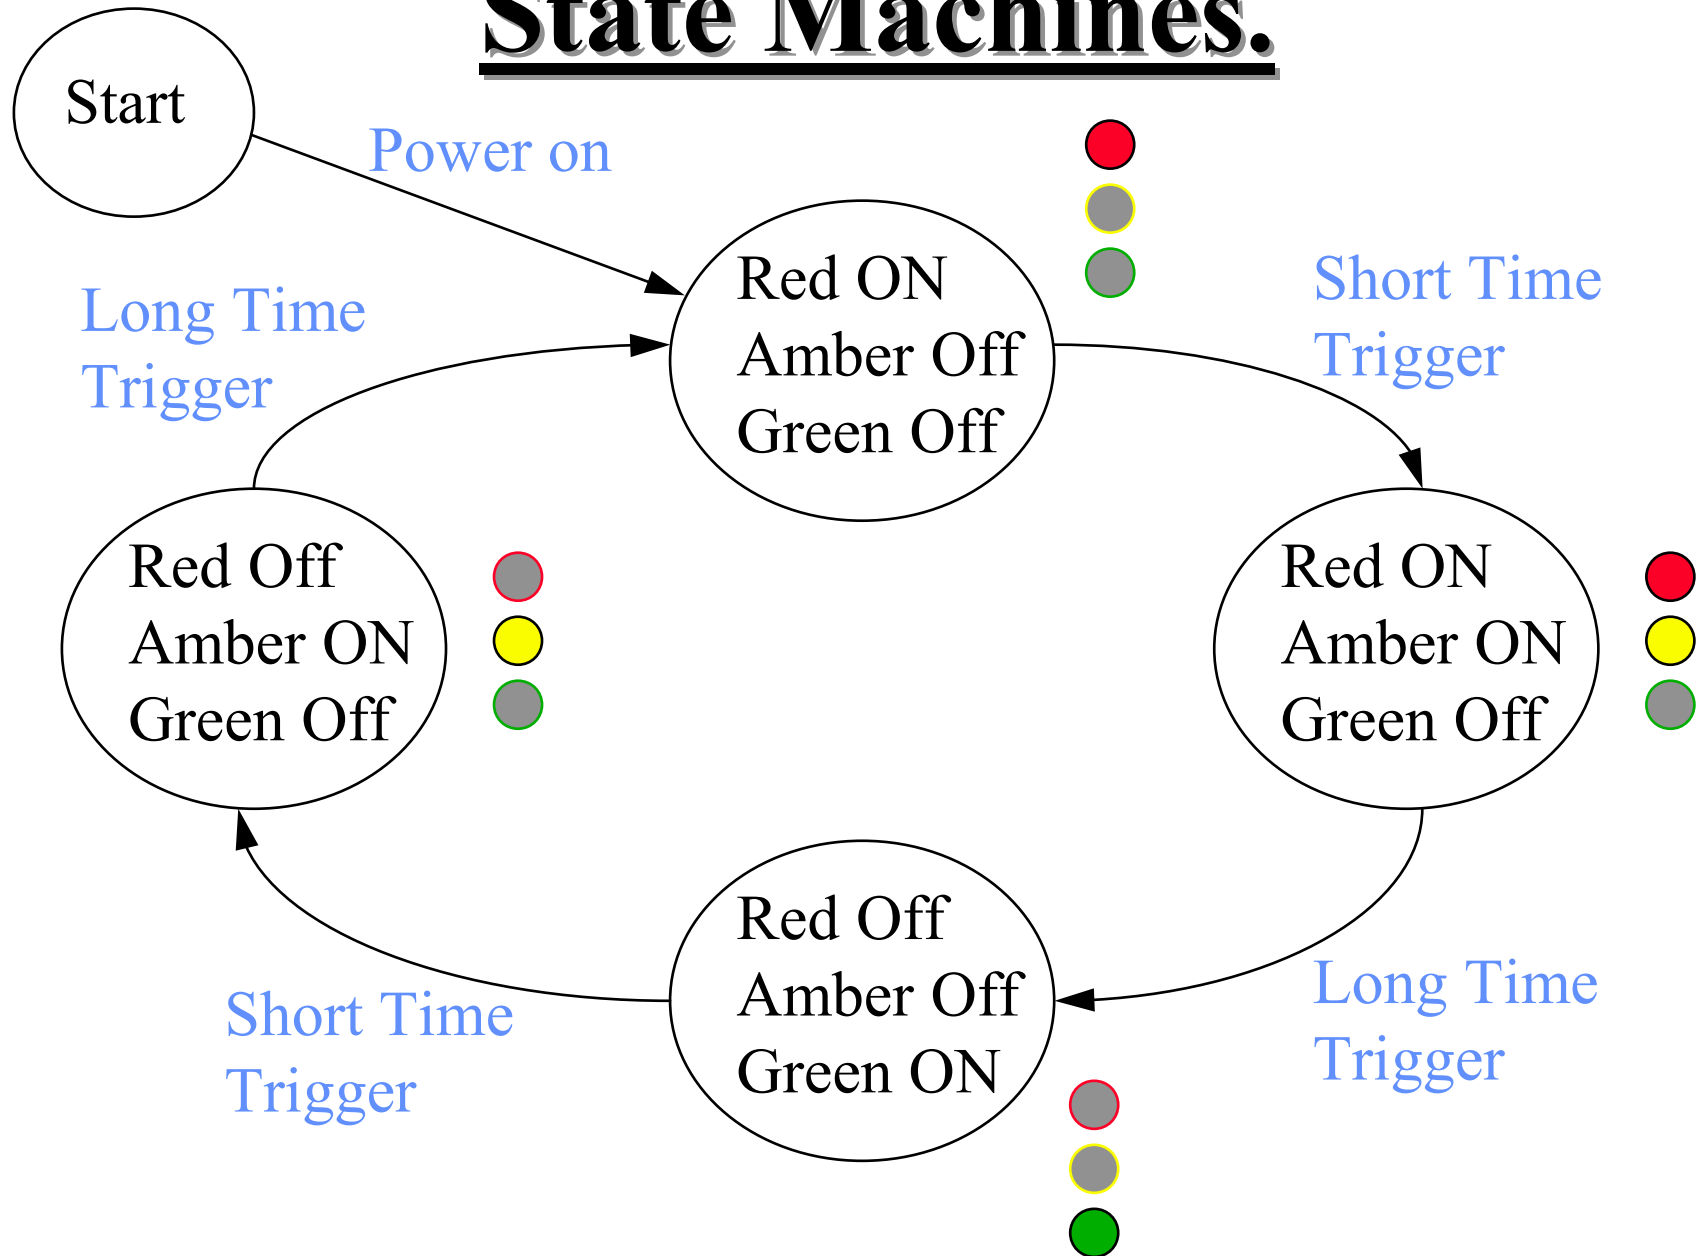 State Machines.
Start
Power on
Red ON
Amber Off
Green Off
Short Time
Trigger
Long Time
Trigger
Red Off
Amber ON
Green Off
Red ON
Amber ON
Green Off
Red Off
Amber Off
Green ON
Short Time
Trigger
Long Time
Trigger